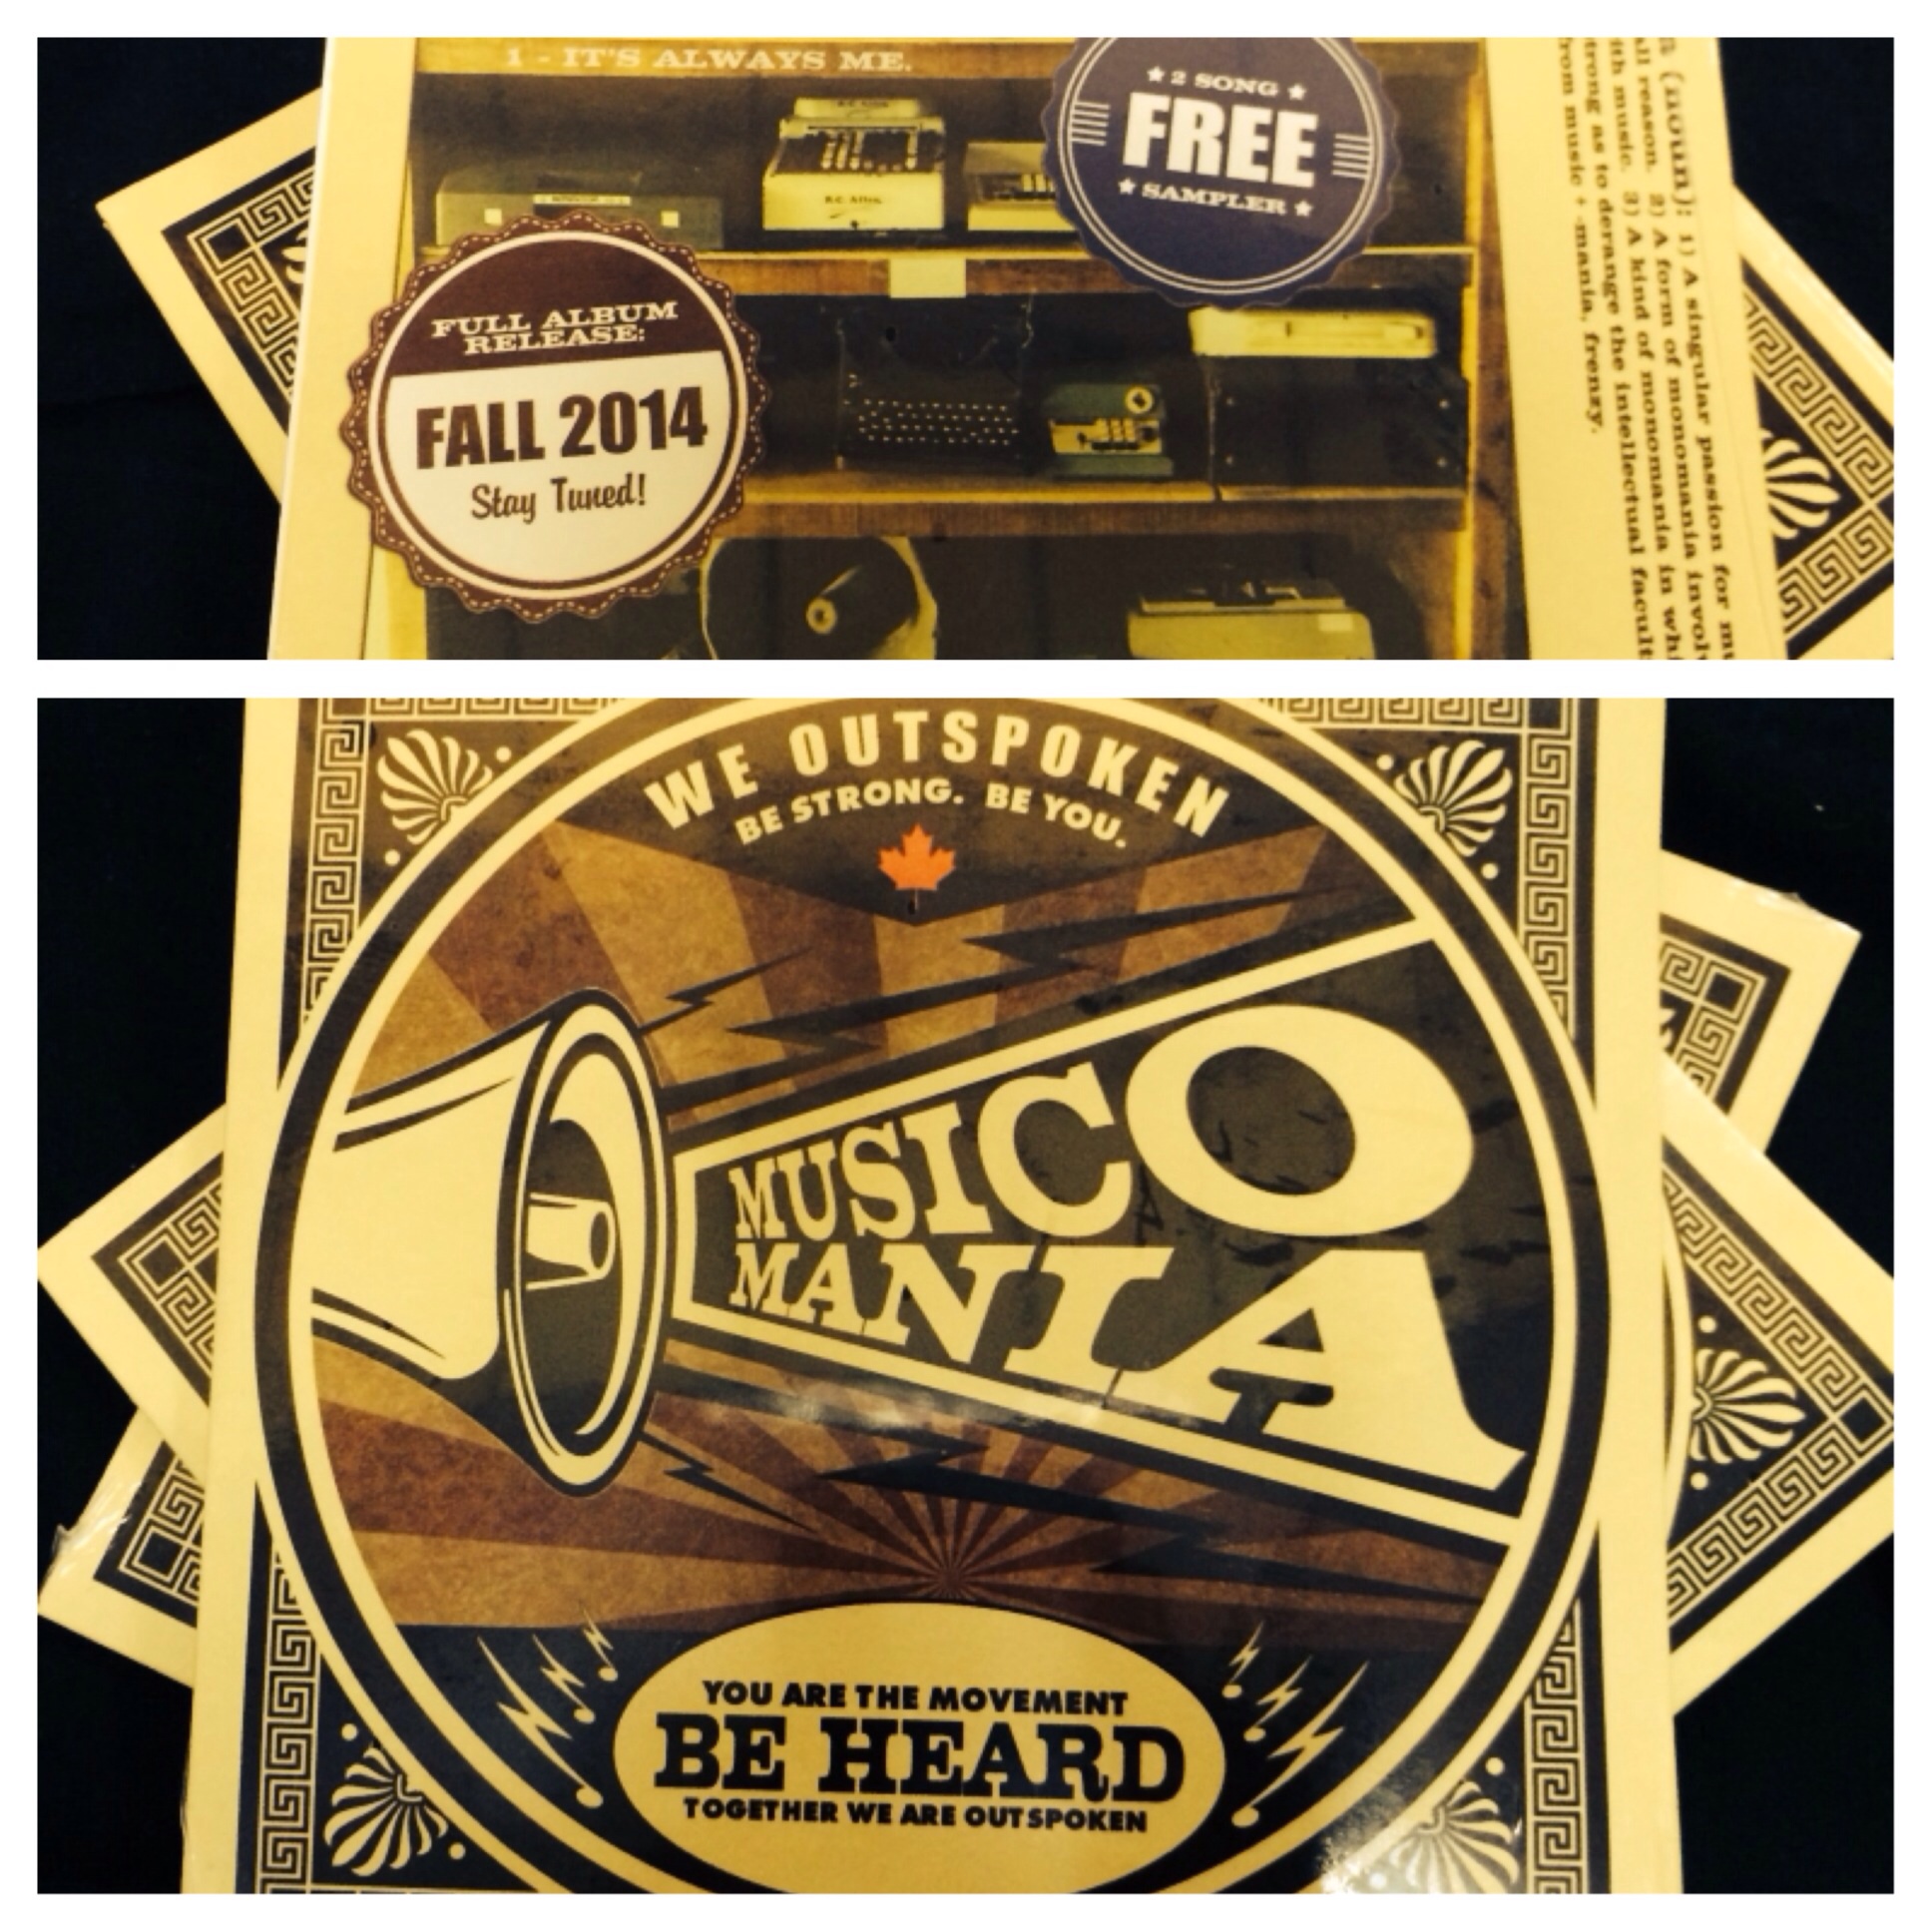 1 - IT'S ALWAYS ME.
★ 2 SONG ★
FREE
★ SAMPLER ★
FULL ALBUM
RELEASE:
FALL 2014
Stay Tuned!
(noun): 1) A singular passion for
all reason. 2) A form of monomania
with music. 3) A kind of monomania in
strong as to derange the intellectual
from music + -mania, frenzy.
WE OUTSPOKEN
BE STRONG. BE YOU.
MUSICO
MANIA
YOU ARE THE MOVEMENT
BE HEARD
TOGETHER WE ARE OUTSPOKEN